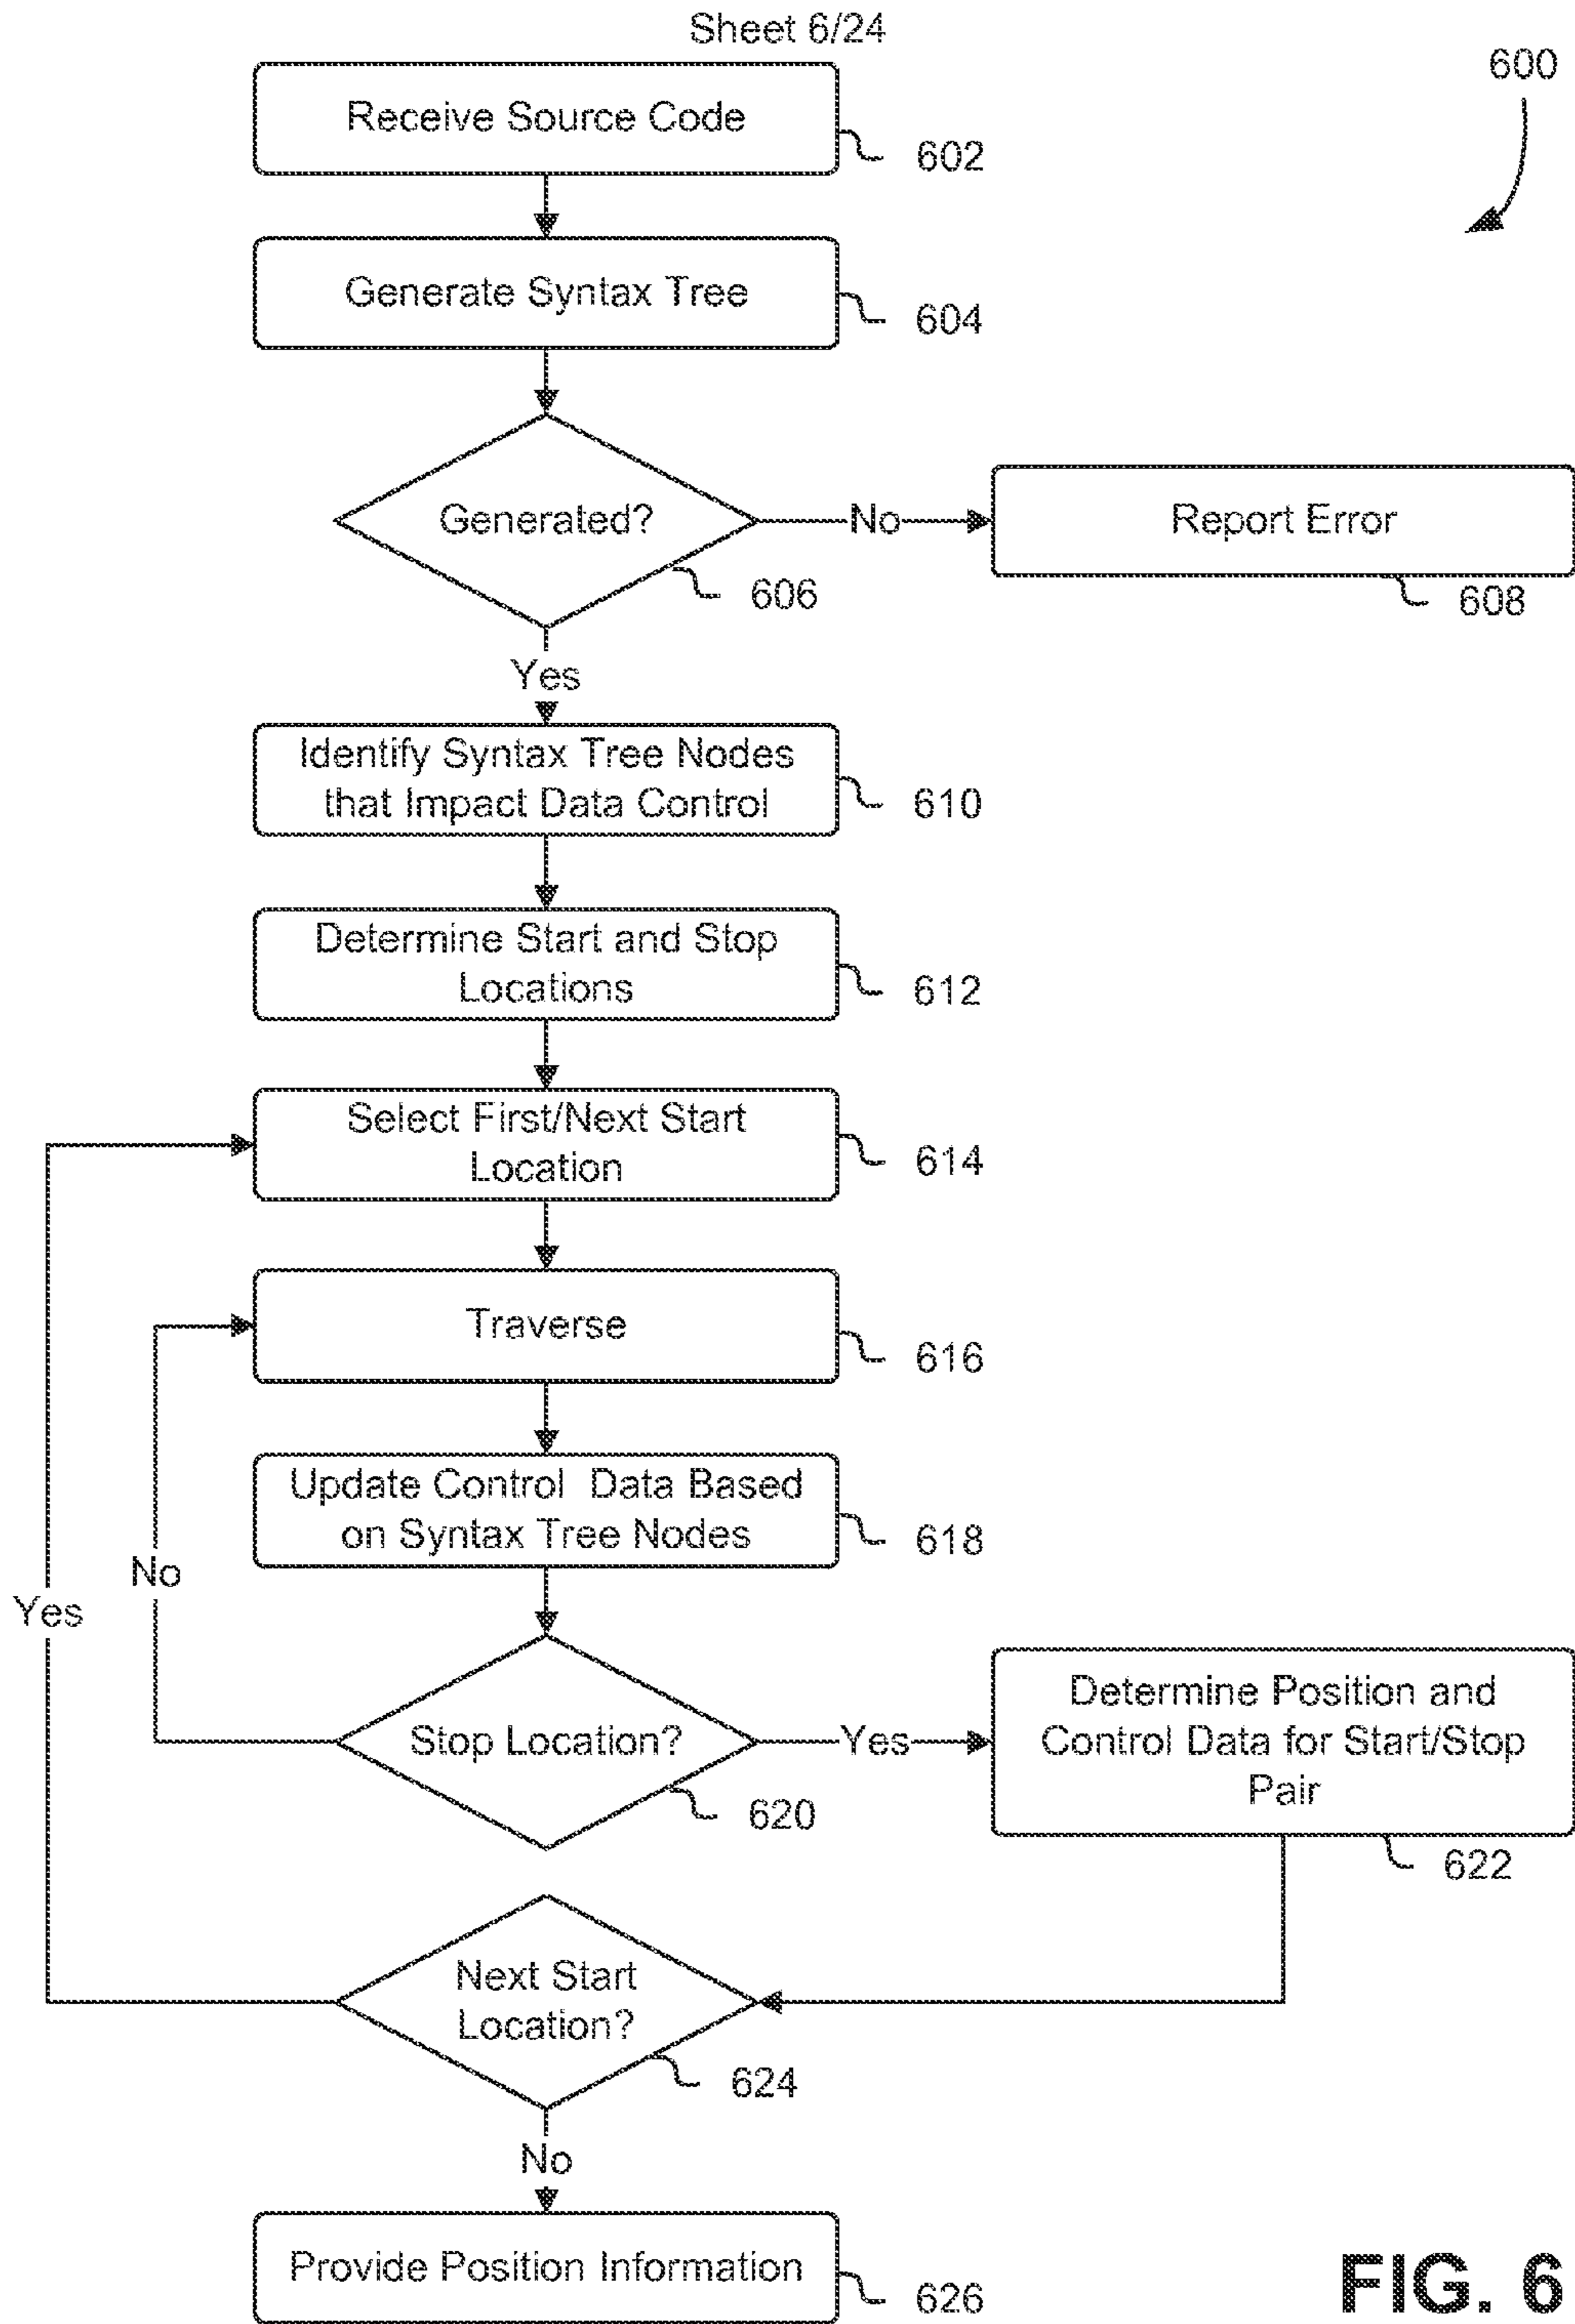 Sheet 6/24
600
Receive Source Code
602
Generate Syntax Tree
604
Generated?
606
No
Report Error
608
Yes
Identify Syntax Tree Nodes
that Impact Data Control
610
Determine Start and Stop
Locations
612
Select First/Next Start
Location
614
Traverse
616
Update Control Data Based
on Syntax Tree Nodes
618
No
Yes
Stop Location?
620
Yes
Determine Position and
Control Data for Start/Stop
Pair
622
Next Start
Location?
624
No
Provide Position Information
626
FIG. 6